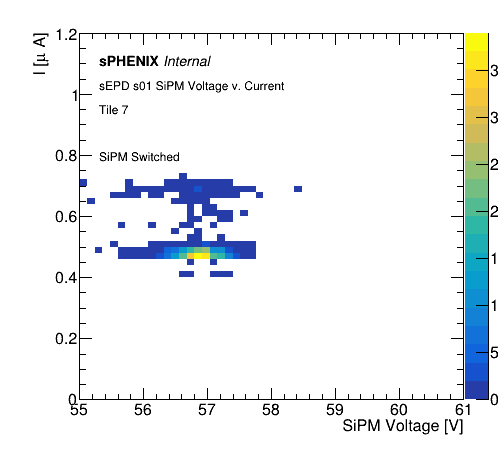 1.2
I [μ A]
sPHENIX Internal
sEPD s01 SiPM Voltage v. Current
Tile 7
SiPM Switched
1
0.8
0.6
0.4
0.2
0
55 56 57 58 59 60 61
SiPM Voltage [V]
3
3
2
2
1
1
5
0